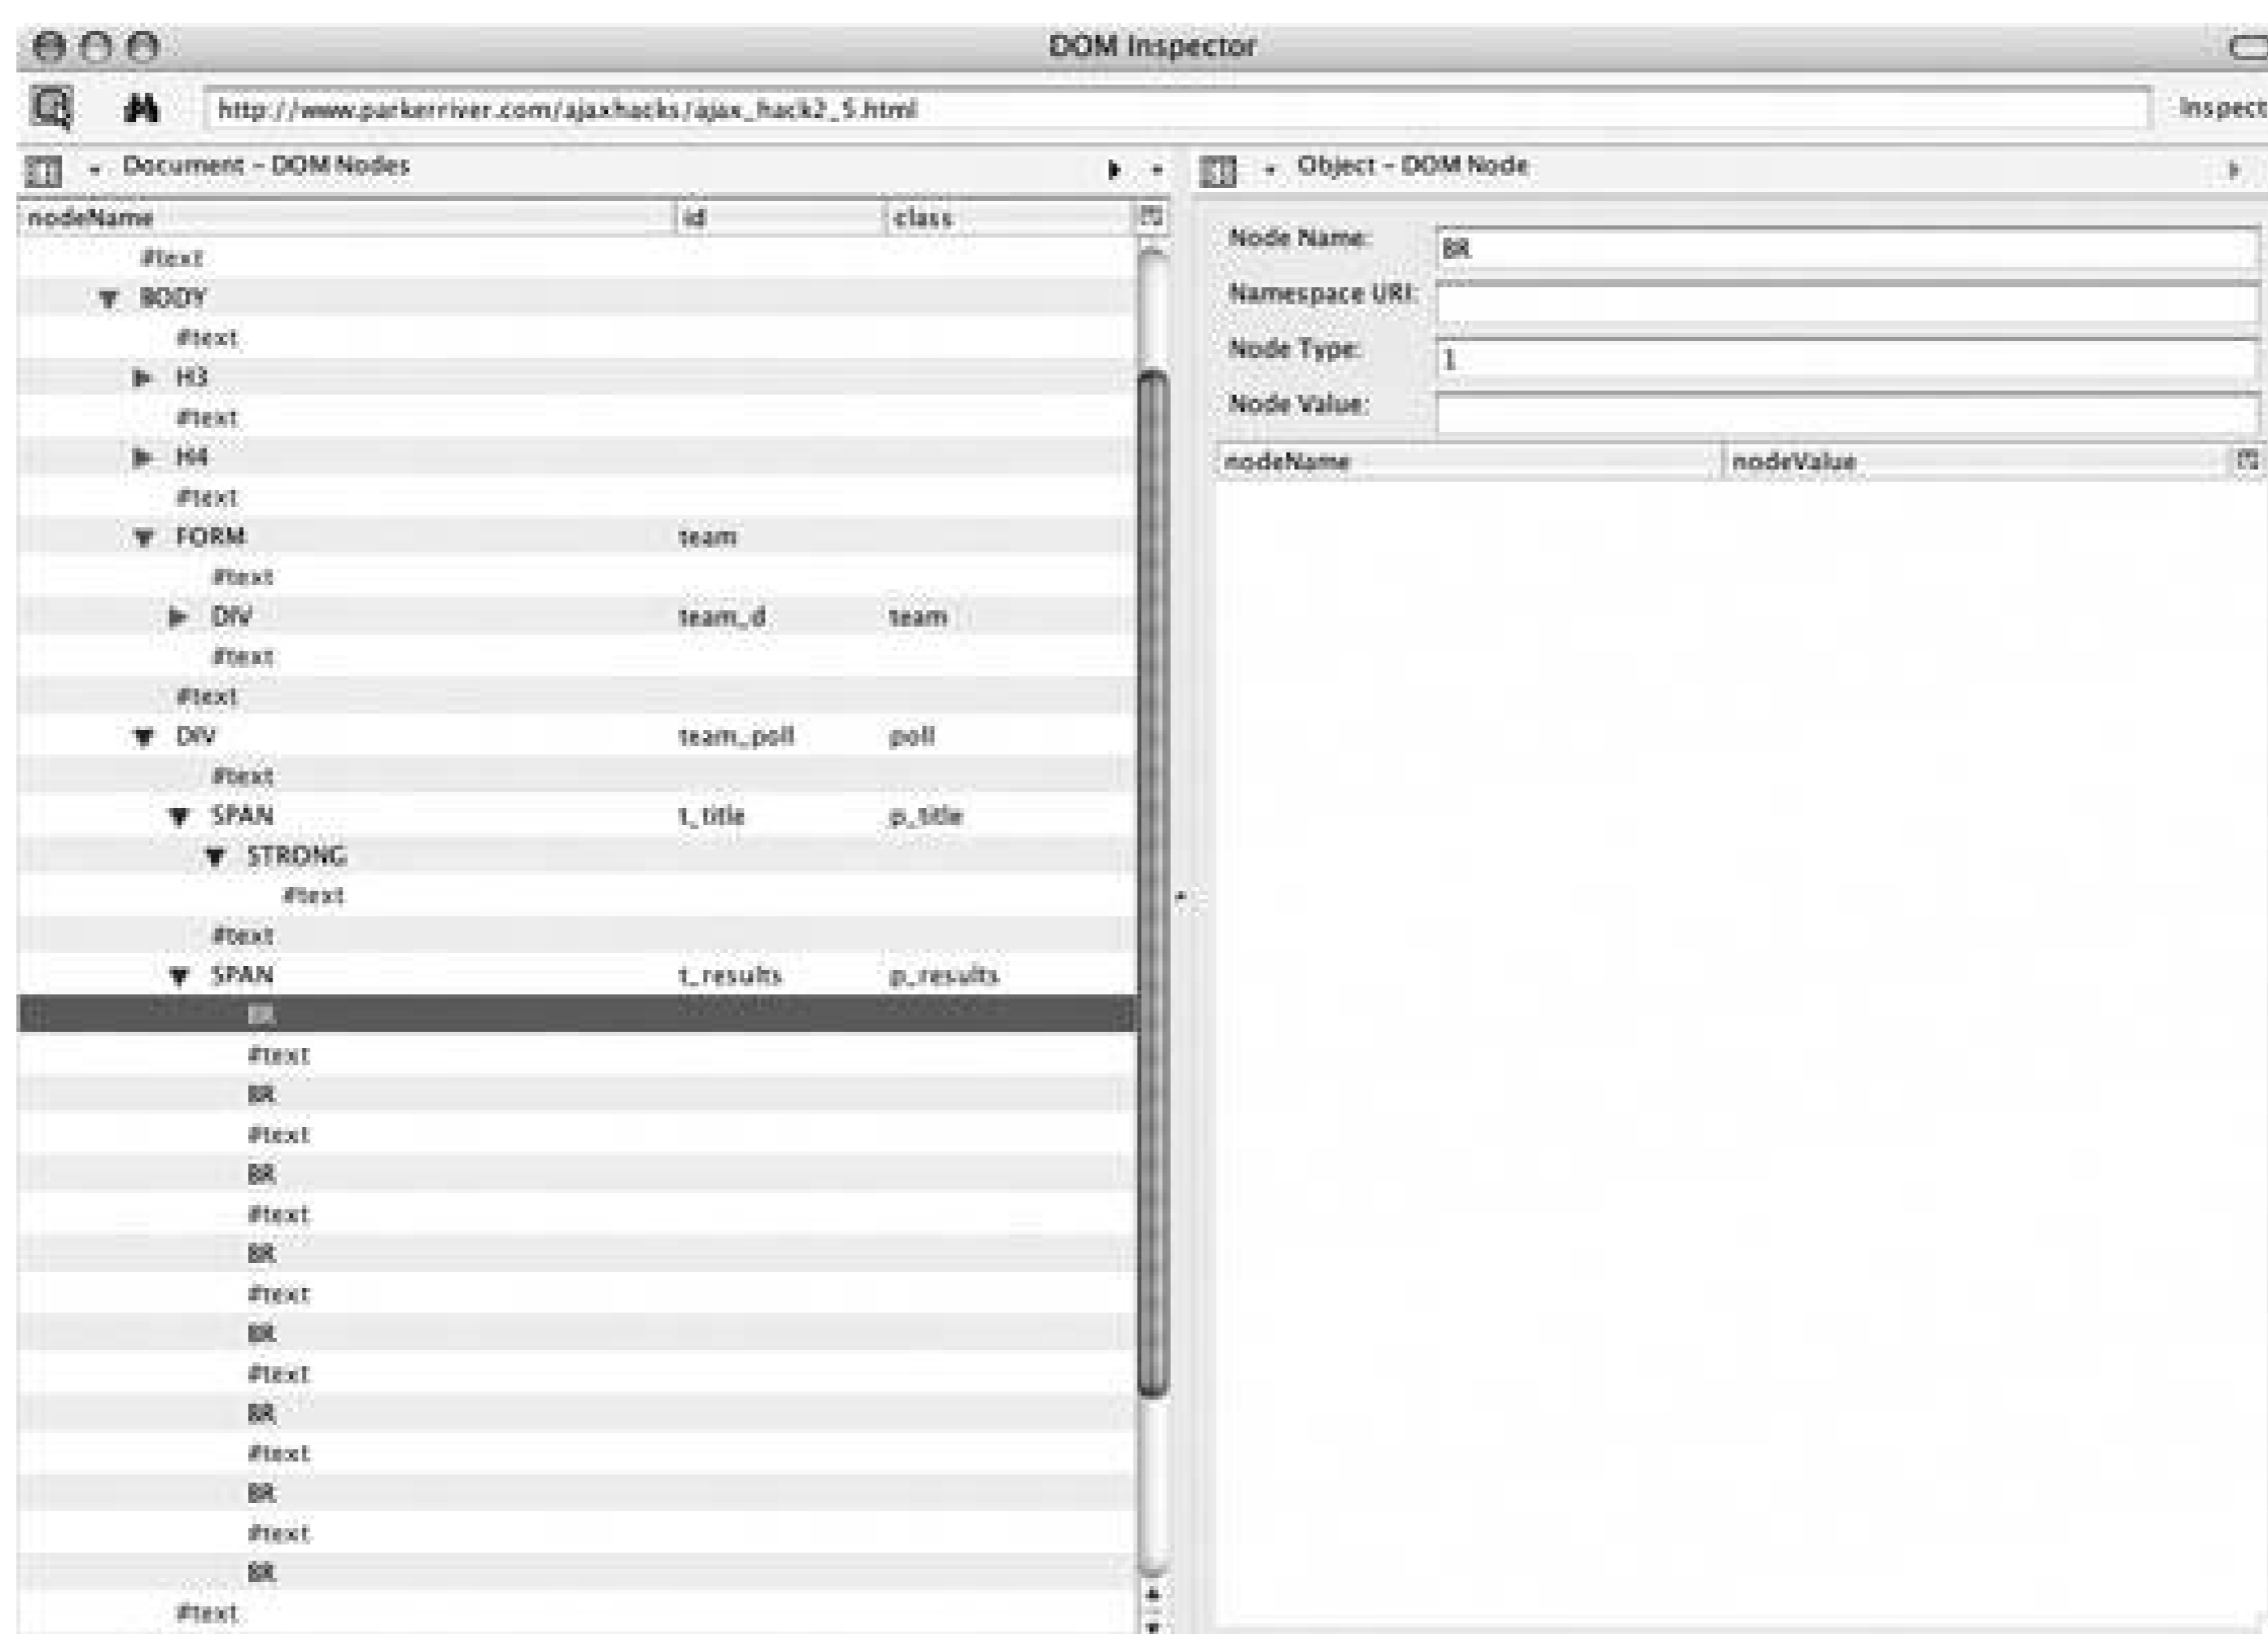 DOM Inspector
http://www.parkerriver.com/ajaxhacks/ajax_hack2_5.html
Inspect
Document – DOM Nodes
nodeName id class
#text
BODY
#text
H3
#text
H4
#text
FORM team
#text
DIV team_d team
#text
#text
DIV team_poll poll
#text
SPAN t_title p_title
STRONG
#text
#text
SPAN t_results p_results
BR
#text
BR
#text
BR
#text
BR
#text
BR
#text
BR
#text
BR
#text
BR
#text
Object – DOM Node
Node Name: BR
Namespace URI:
Node Type: 1
Node Value:
nodeName nodeValue